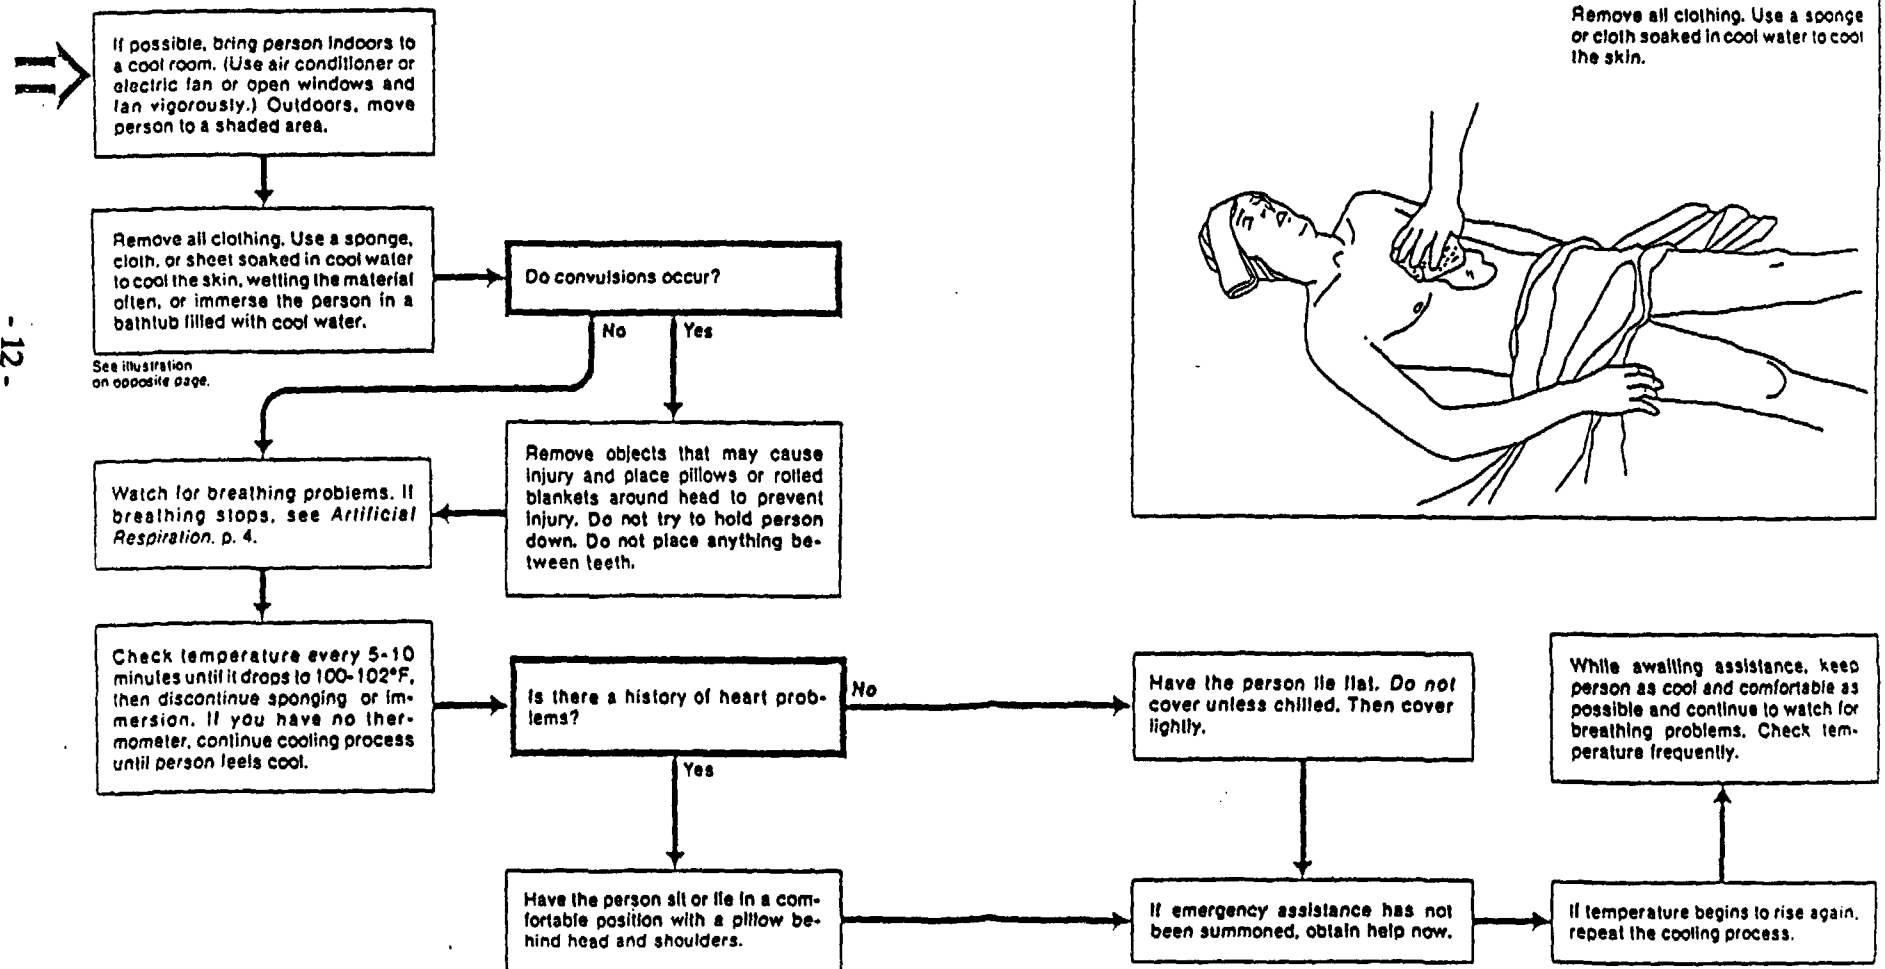 If possible, bring person indoors to
a cool room. (Use air conditioner or
electric fan or open windows and
fan vigorously.) Outdoors, move
person to a shaded area.
Remove all clothing. Use a sponge,
cloth, or sheet soaked in cool water
to cool the skin, wetting the material
often, or immerse the person in a
bathtub filled with cool water.
See illustration
on opposite page.
Do convulsions occur?
No
Yes
Remove objects that may cause
injury and place pillows or rolled
blankets around head to prevent
injury. Do not try to hold person
down. Do not place anything be-
tween teeth.
Watch for breathing problems. If
breathing stops, see Artificial
Respiration. p. 4.
Check temperature every 5-10
minutes until it drops to 100-102°F,
then discontinue sponging or im-
mersion. If you have no ther-
mometer, continue cooling process
until person feels cool.
Is there a history of heart prob-
lems?
No
Yes
Have the person lie flat. Do not
cover unless chilled. Then cover
lightly.
Have the person sit or lie in a com-
fortable position with a pillow be-
hind head and shoulders.
If emergency assistance has not
been summoned, obtain help now.
If temperature begins to rise again,
repeat the cooling process.
While awaiting assistance, keep
person as cool and comfortable as
possible and continue to watch for
breathing problems. Check tem-
perature frequently.
Remove all clothing. Use a sponge
or cloth soaked in cool water to cool
the skin.
- 12 -